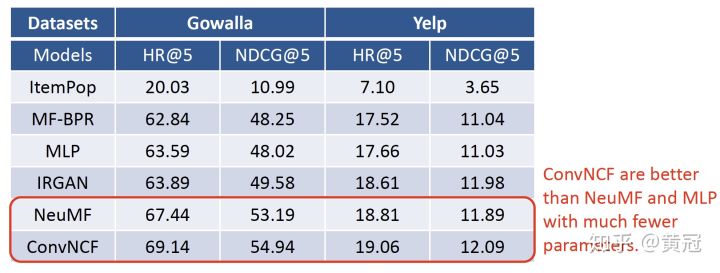 Datasets Gowalla Yelp
Models HR@5 NDCG@5 HR@5 NDCG@5
ItemPop 20.03 10.99 7.10 3.65
MF-BPR 62.84 48.25 17.52 11.04
MLP 63.59 48.02 17.66 11.03
IRGAN 63.89 49.58 18.61 11.98
NeuMF 67.44 53.19 18.81 11.89
ConvNCF 69.14 54.94 19.06 12.09
ConvNCF are better
than NeuMF and MLP
with much fewer
parameters.
知乎 @黄冠